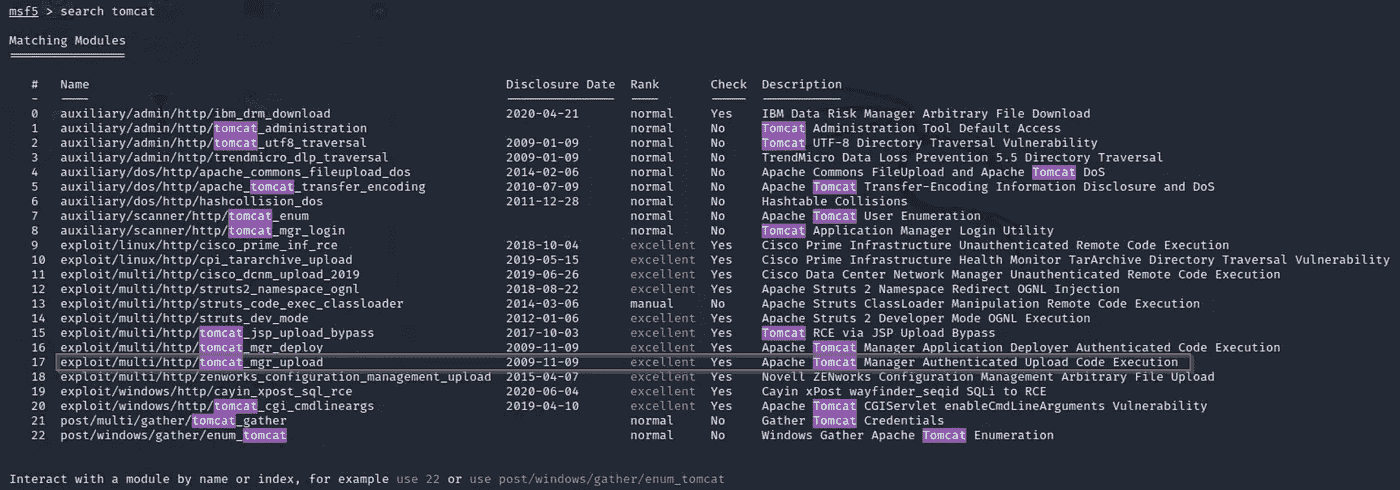 msf5 > search tomcat
Matching Modules
================
# Name Disclosure Date Rank Check Description
- ---- --------------- ---- ----- -----------
0 auxiliary/admin/http/ibm_drm_download 2020-04-21 normal Yes IBM Data Risk Manager Arbitrary File Download
1 auxiliary/admin/http/tomcat_administration normal No Tomcat Administration Tool Default Access
2 auxiliary/admin/http/tomcat_utf8_traversal 2009-01-09 normal No Tomcat UTF-8 Directory Traversal Vulnerability
3 auxiliary/admin/http/trendmicro_dlp_traversal 2009-01-09 normal No TrendMicro Data Loss Prevention 5.5 Directory Traversal
4 auxiliary/dos/http/apache_commons_fileupload_dos 2014-02-06 normal No Apache Commons FileUpload and Apache Tomcat DoS
5 auxiliary/dos/http/apache_tomcat_transfer_encoding 2010-07-09 normal No Apache Tomcat Transfer-Encoding Information Disclosure and DoS
6 auxiliary/dos/http/hashcollision_dos 2011-12-28 normal No Hashtable Collisions
7 auxiliary/scanner/http/tomcat_enum normal No Apache Tomcat User Enumeration
8 auxiliary/scanner/http/tomcat_mgr_login normal No Tomcat Application Manager Login Utility
9 exploit/linux/http/cisco_prime_inf_rce 2018-10-04 excellent Yes Cisco Prime Infrastructure Unauthenticated Remote Code Execution
10 exploit/linux/http/cpi_tararchive_upload 2019-05-15 excellent Yes Cisco Prime Infrastructure Health Monitor TarArchive Directory Traversal Vulnerability
11 exploit/multi/http/cisco_dcnm_upload_2019 2019-06-26 excellent Yes Cisco Data Center Network Manager Unauthenticated Remote Code Execution
12 exploit/multi/http/struts2_namespace_ognl 2018-08-22 excellent Yes Apache Struts 2 Namespace Redirect OGNL Injection
13 exploit/multi/http/struts_code_exec_classloader 2014-03-06 manual No Apache Struts ClassLoader Manipulation Remote Code Execution
14 exploit/multi/http/struts_dev_mode 2012-01-06 excellent Yes Apache Struts 2 Developer Mode OGNL Execution
15 exploit/multi/http/tomcat_jsp_upload_bypass 2017-10-03 excellent Yes Tomcat RCE via JSP Upload Bypass
16 exploit/multi/http/tomcat_mgr_deploy 2009-11-09 excellent Yes Apache Tomcat Manager Application Deployer Authenticated Code Execution
17 exploit/multi/http/tomcat_mgr_upload 2009-11-09 excellent Yes Apache Tomcat Manager Authenticated Upload Code Execution
18 exploit/multi/http/zenworks_configuration_management_upload 2015-04-07 excellent Yes Novell ZENworks Configuration Management Arbitrary File Upload
19 exploit/windows/http/cayin_xpost_sql_rce 2020-06-04 excellent Yes Cayin xPost wayfinder_seqid SQLi to RCE
20 exploit/windows/http/tomcat_cgi_cmdlineargs 2019-04-10 excellent Yes Apache Tomcat CGIServlet enableCmdLineArguments Vulnerability
21 post/multi/gather/tomcat_gather normal No Gather Tomcat Credentials
22 post/windows/gather/enum_tomcat normal No Windows Gather Apache Tomcat Enumeration
Interact with a module by name or index, for example use 22 or use post/windows/gather/enum_tomcat